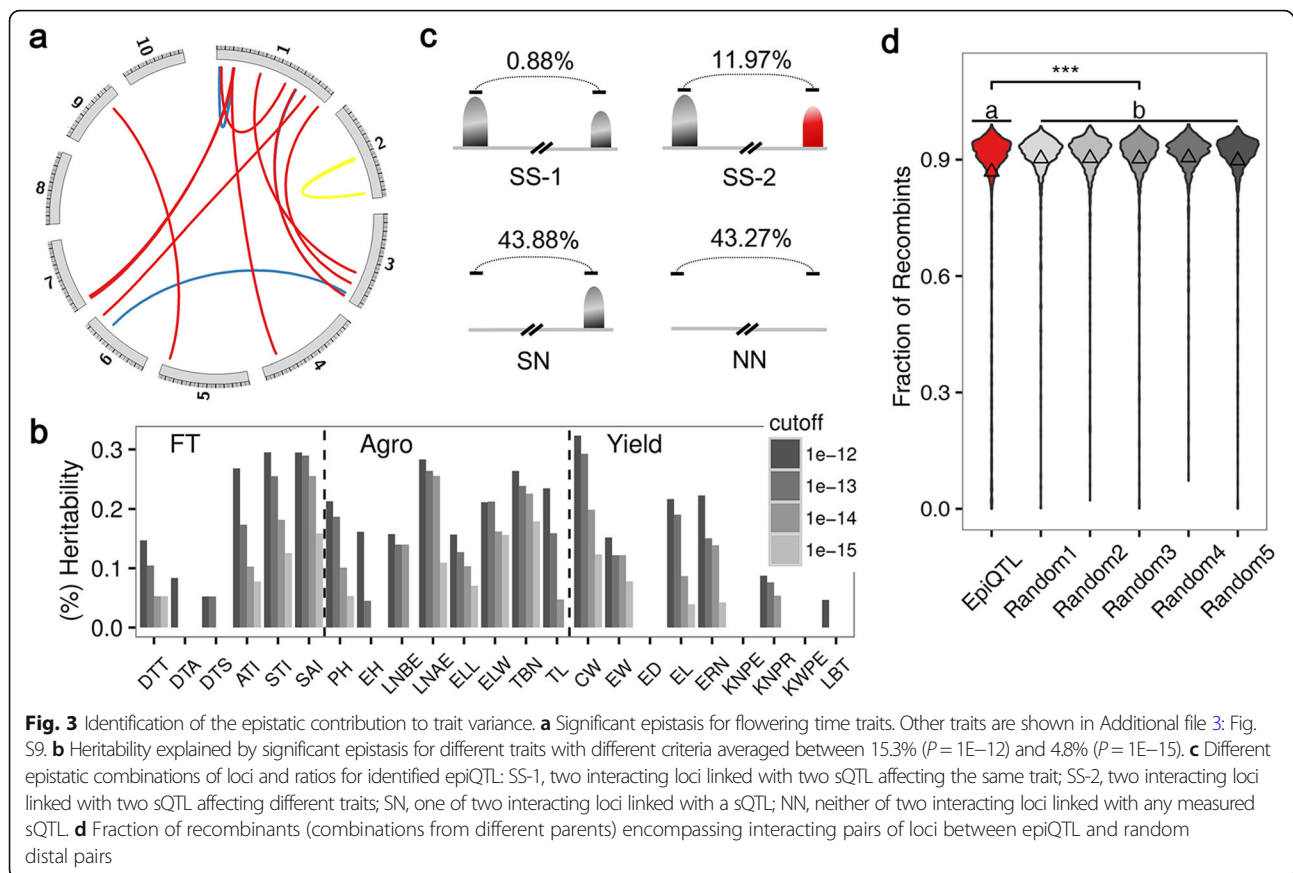 a
1
2
3
4
5
6
7
8
9
10
c
0.88%
SS-1
11.97%
SS-2
43.88%
SN
43.27%
NN
d
***
a
b
Fraction of Recombints
0.9
0.6
0.3
0.0
EpiQTL
Random1
Random2
Random3
Random4
Random5
b
FT
Agro
Yield
cutoff
1e−12
1e−13
1e−14
1e−15
(%) Heritability
0.3
0.2
0.1
0.0
DTT
DTA
DTS
ATI
STI
SAI
PH
EH
LNBE
LNAE
ELL
ELW
TBN
TL
CW
EW
ED
EL
ERN
KNPE
KNPR
KWPE
LBT
Fig. 3 Identification of the epistatic contribution to trait variance. a Significant epistasis for flowering time traits. Other traits are shown in Additional file 3: Fig.
S9. b Heritability explained by significant epistasis for different traits with different criteria averaged between 15.3% (P = 1E−12) and 4.8% (P = 1E−15). c Different
epistatic combinations of loci and ratios for identified epiQTL: SS-1, two interacting loci linked with two sQTL affecting the same trait; SS-2, two interacting loci
linked with two sQTL affecting different traits; SN, one of two interacting loci linked with a sQTL; NN, neither of two interacting loci linked with any measured
sQTL. d Fraction of recombinants (combinations from different parents) encompassing interacting pairs of loci between epiQTL and random
distal pairs